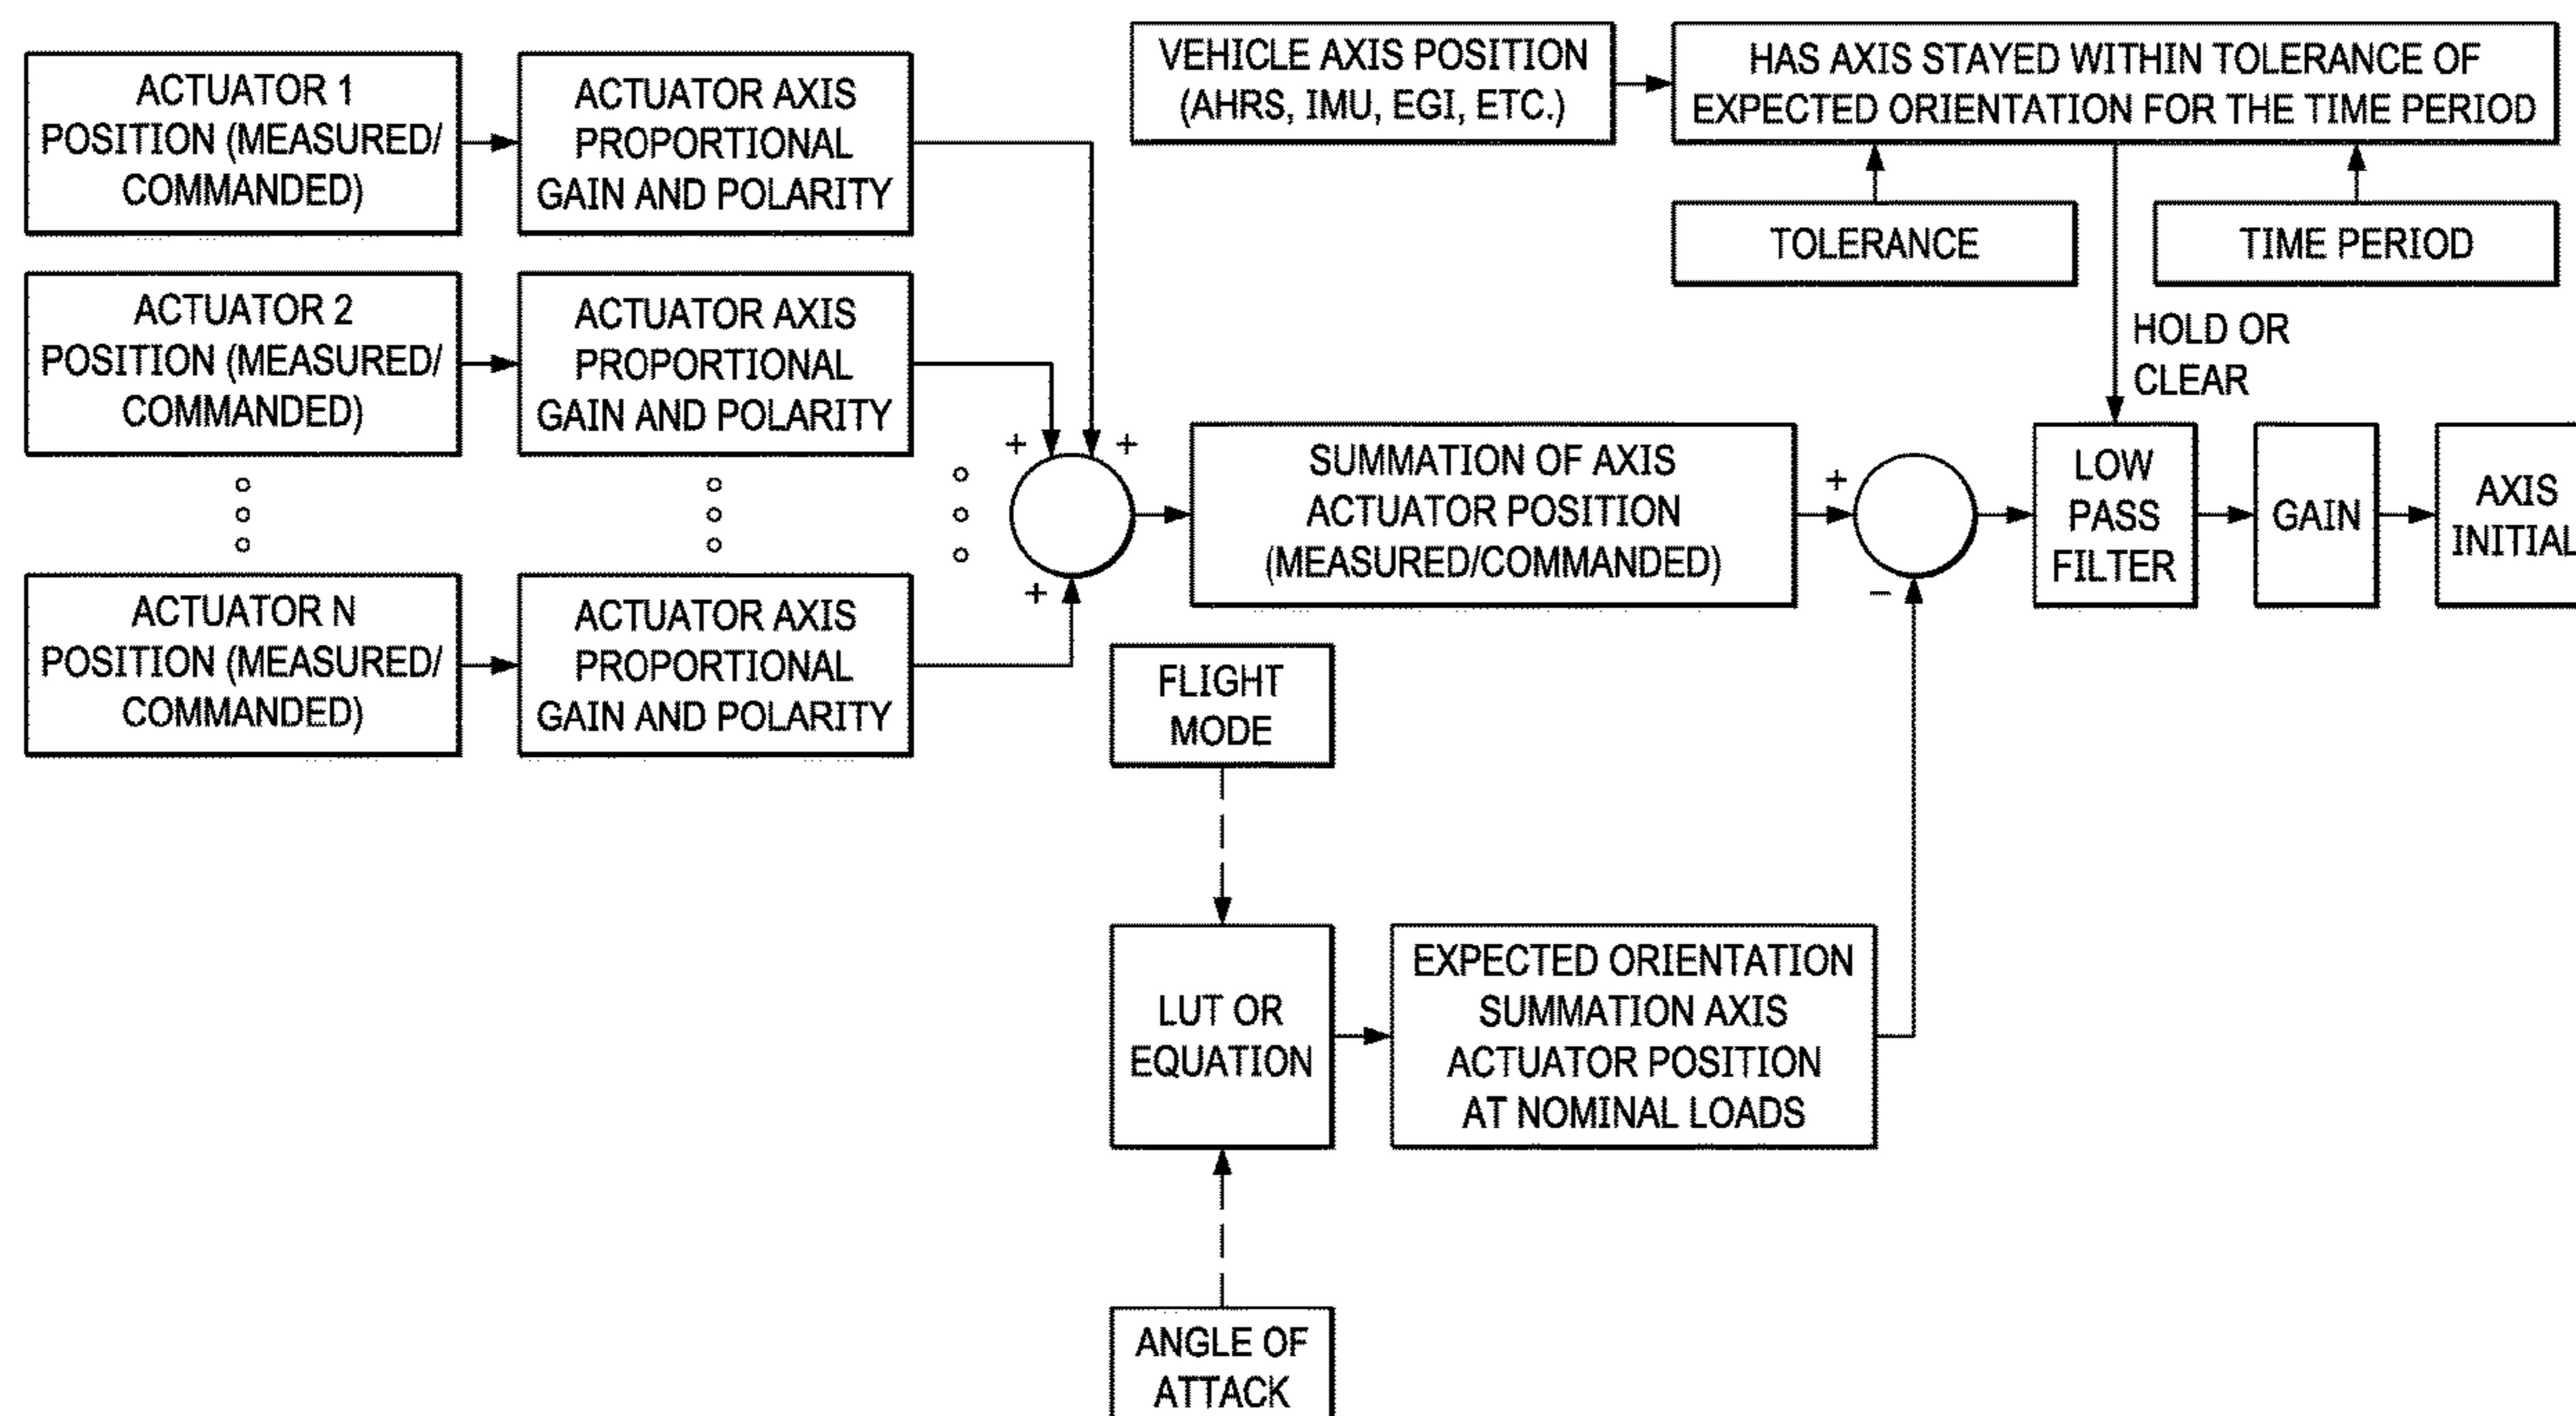 ACTUATOR 1
POSITION (MEASURED/
COMMANDED)
ACTUATOR AXIS
PROPORTIONAL
GAIN AND POLARITY
VEHICLE AXIS POSITION
(AHRS, IMU, EGI, ETC.)
HAS AXIS STAYED WITHIN TOLERANCE OF
EXPECTED ORIENTATION FOR THE TIME PERIOD
TOLERANCE
TIME PERIOD
HOLD OR
CLEAR
ACTUATOR 2
POSITION (MEASURED/
COMMANDED)
ACTUATOR AXIS
PROPORTIONAL
GAIN AND POLARITY
ACTUATOR N
POSITION (MEASURED/
COMMANDED)
ACTUATOR AXIS
PROPORTIONAL
GAIN AND POLARITY
+
+
+
SUMMATION OF AXIS
ACTUATOR POSITION
(MEASURED/COMMANDED)
+
−
LOW
PASS
FILTER
GAIN
AXIS
INITIAL
FLIGHT
MODE
LUT OR
EQUATION
EXPECTED ORIENTATION
SUMMATION AXIS
ACTUATOR POSITION
AT NOMINAL LOADS
ANGLE OF
ATTACK